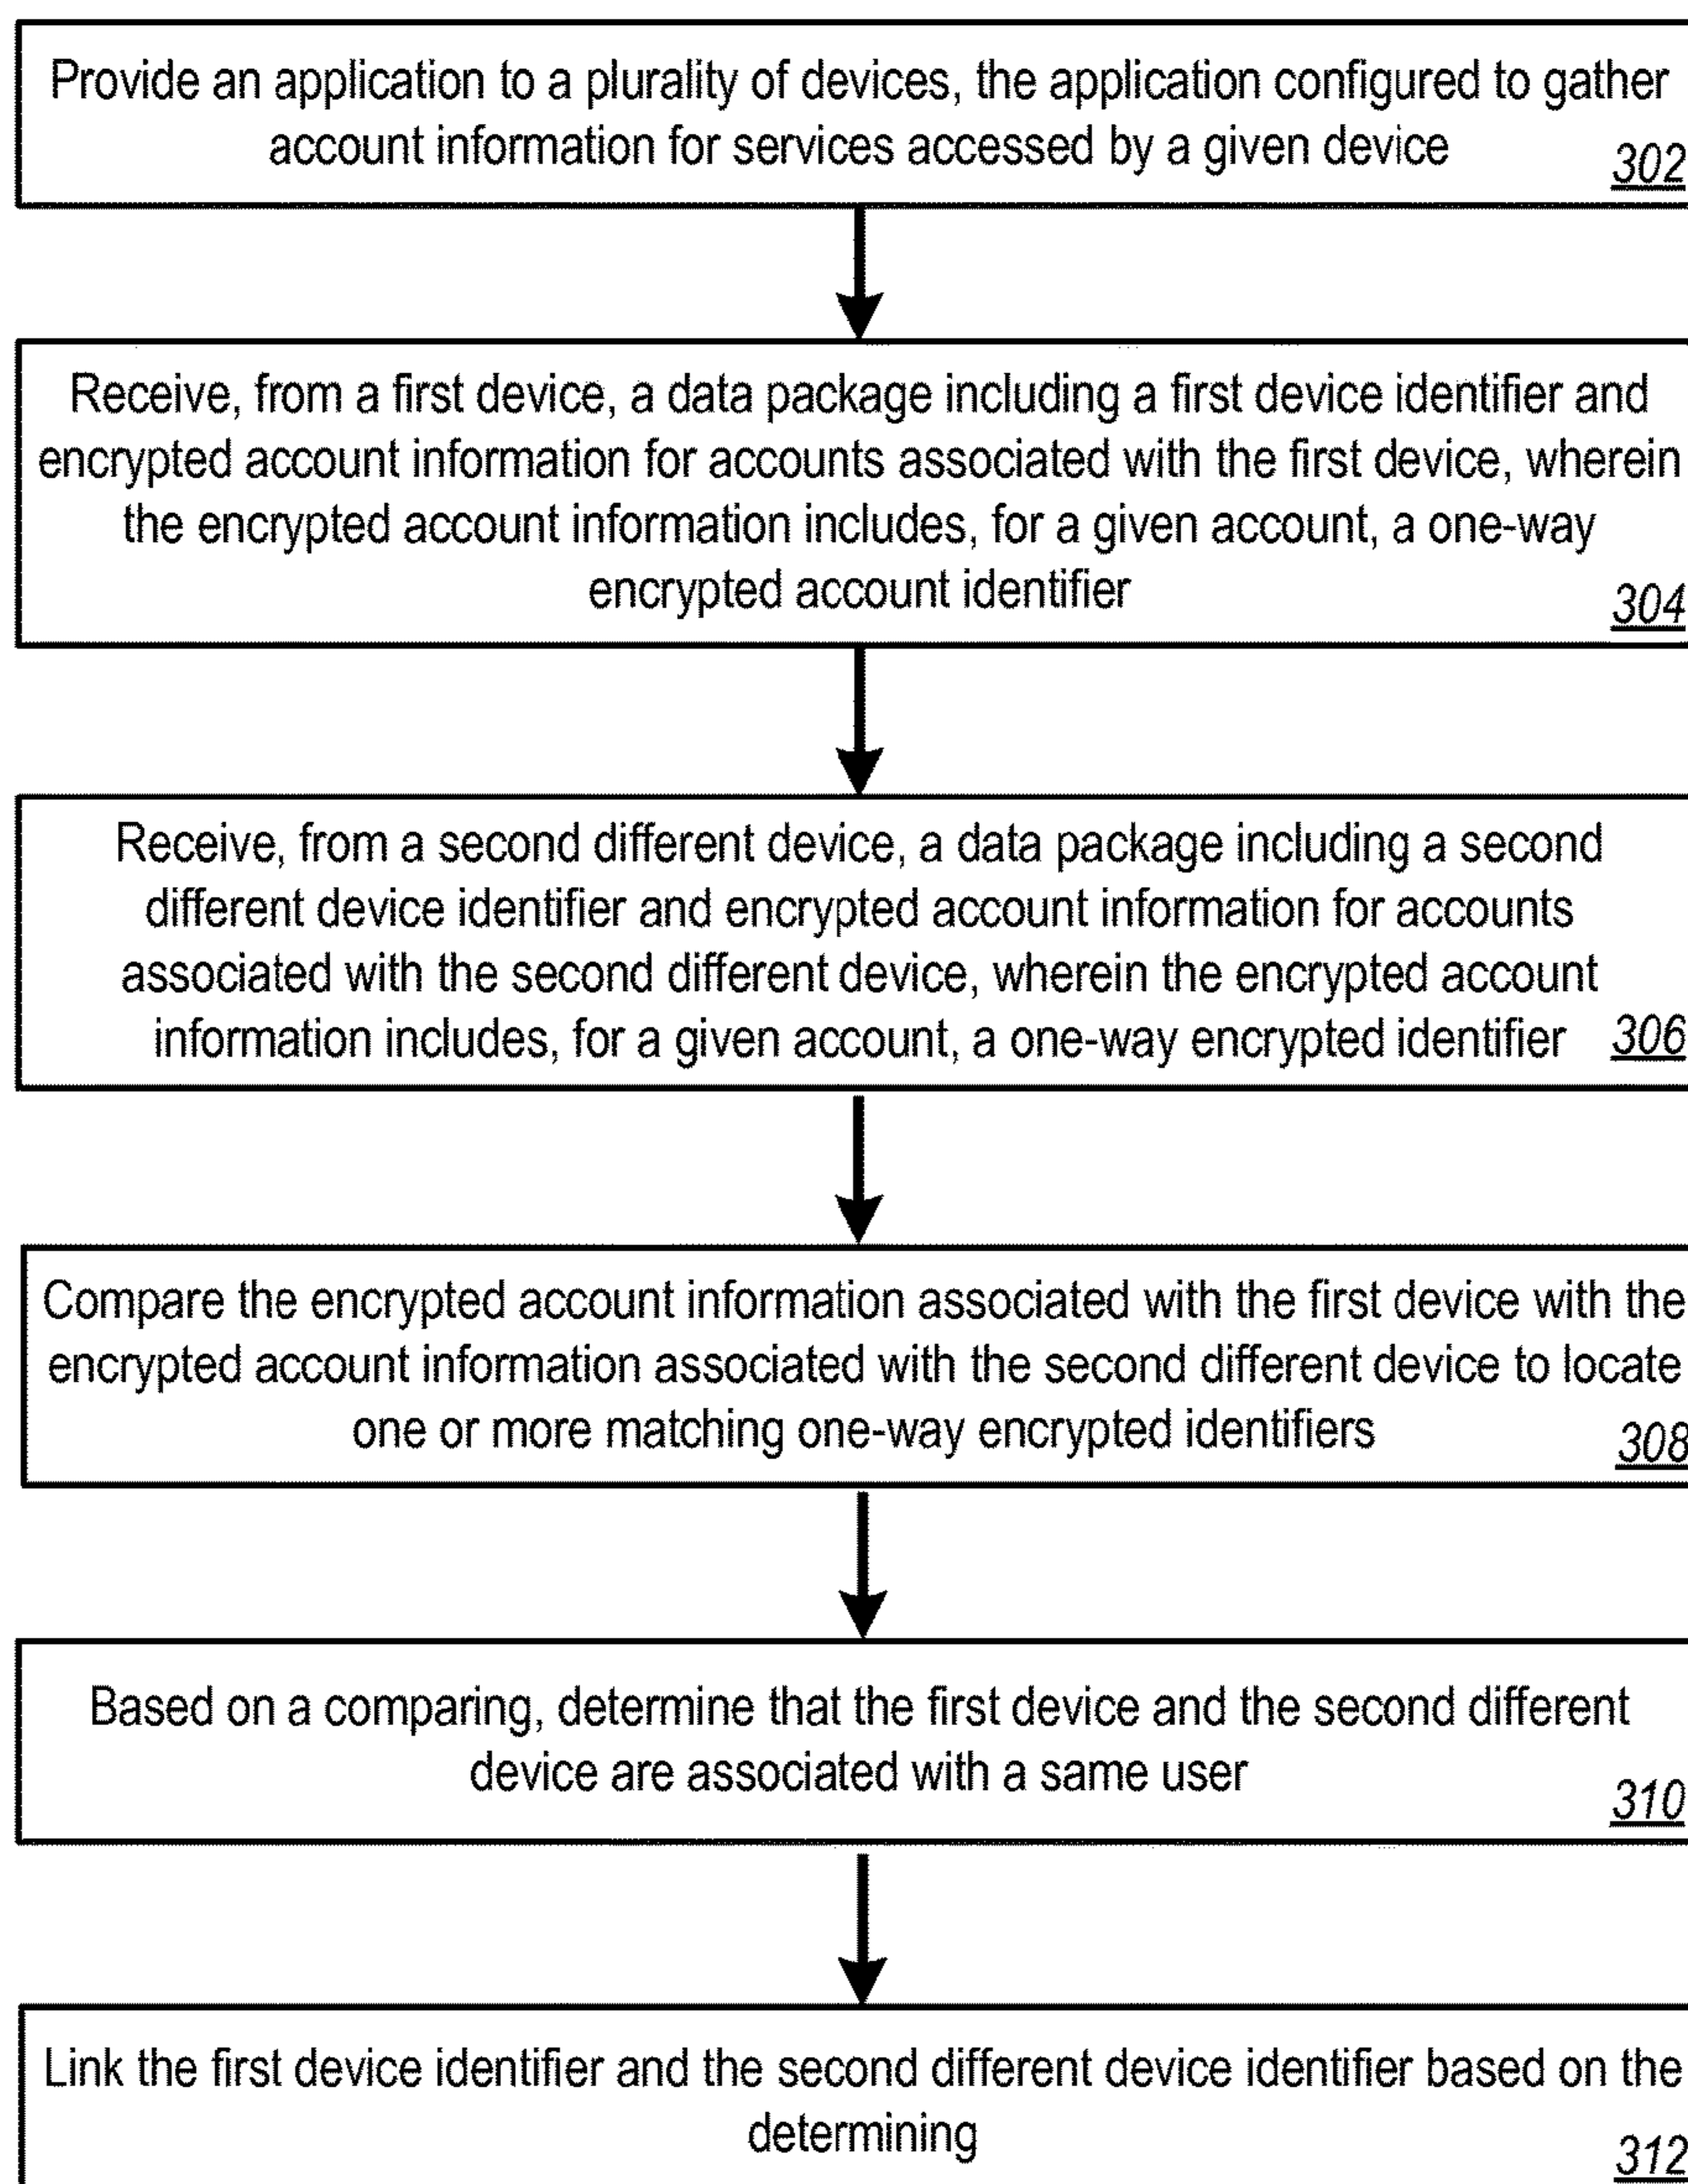 Provide an application to a plurality of devices, the application configured to gather
account information for services accessed by a given device
302
Receive, from a first device, a data package including a first device identifier and
encrypted account information for accounts associated with the first device, wherein
the encrypted account information includes, for a given account, a one-way
encrypted account identifier
304
Receive, from a second different device, a data package including a second
different device identifier and encrypted account information for accounts
associated with the second different device, wherein the encrypted account
information includes, for a given account, a one-way encrypted identifier 306
Compare the encrypted account information associated with the first device with the
encrypted account information associated with the second different device to locate
one or more matching one-way encrypted identifiers
308
Based on a comparing, determine that the first device and the second different
device are associated with a same user
310
Link the first device identifier and the second different device identifier based on the
determining
312